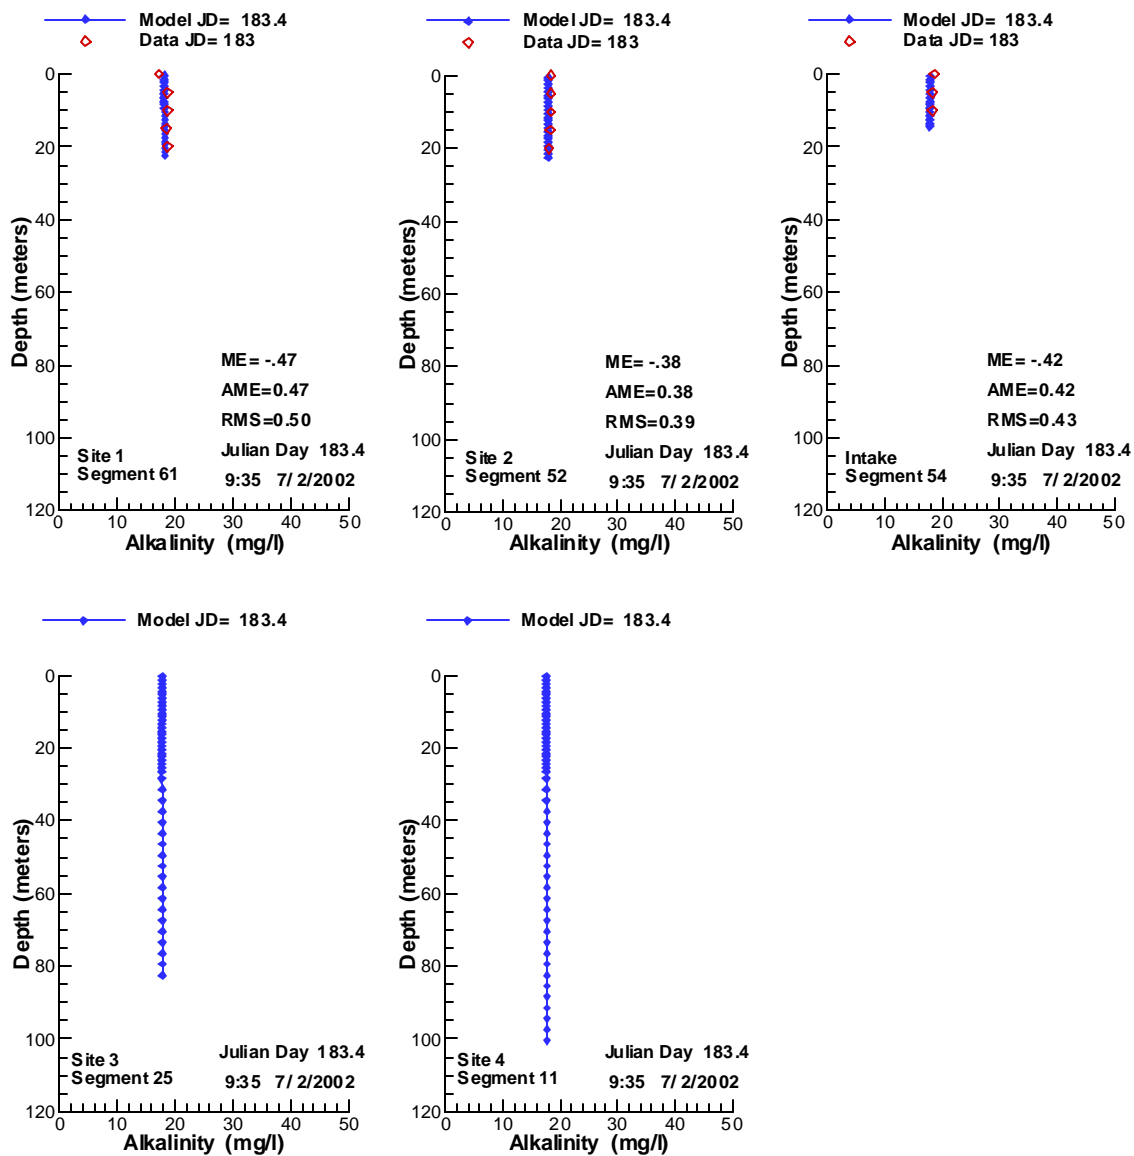 Model JD= 183.4
Data JD= 183
0
20
40
60
80
100
120
Depth (meters)
ME= -.47
AME=0.47
RMS=0.50
Julian Day 183.4
9:35 7/ 2/2002
Site 1
Segment 61
0 10 20 30 40 50
Alkalinity (mg/l)
Model JD= 183.4
Data JD= 183
0
20
40
60
80
100
120
Depth (meters)
ME= -.38
AME=0.38
RMS=0.39
Julian Day 183.4
9:35 7/ 2/2002
Site 2
Segment 52
0 10 20 30 40 50
Alkalinity (mg/l)
Model JD= 183.4
Data JD= 183
0
20
40
60
80
100
120
Depth (meters)
ME= -.42
AME=0.42
RMS=0.43
Julian Day 183.4
9:35 7/ 2/2002
Intake
Segment 54
0 10 20 30 40 50
Alkalinity (mg/l)
Model JD= 183.4
0
20
40
60
80
100
120
Depth (meters)
Julian Day 183.4
9:35 7/ 2/2002
Site 3
Segment 25
0 10 20 30 40 50
Alkalinity (mg/l)
Model JD= 183.4
0
20
40
60
80
100
120
Depth (meters)
Julian Day 183.4
9:35 7/ 2/2002
Site 4
Segment 11
0 10 20 30 40 50
Alkalinity (mg/l)